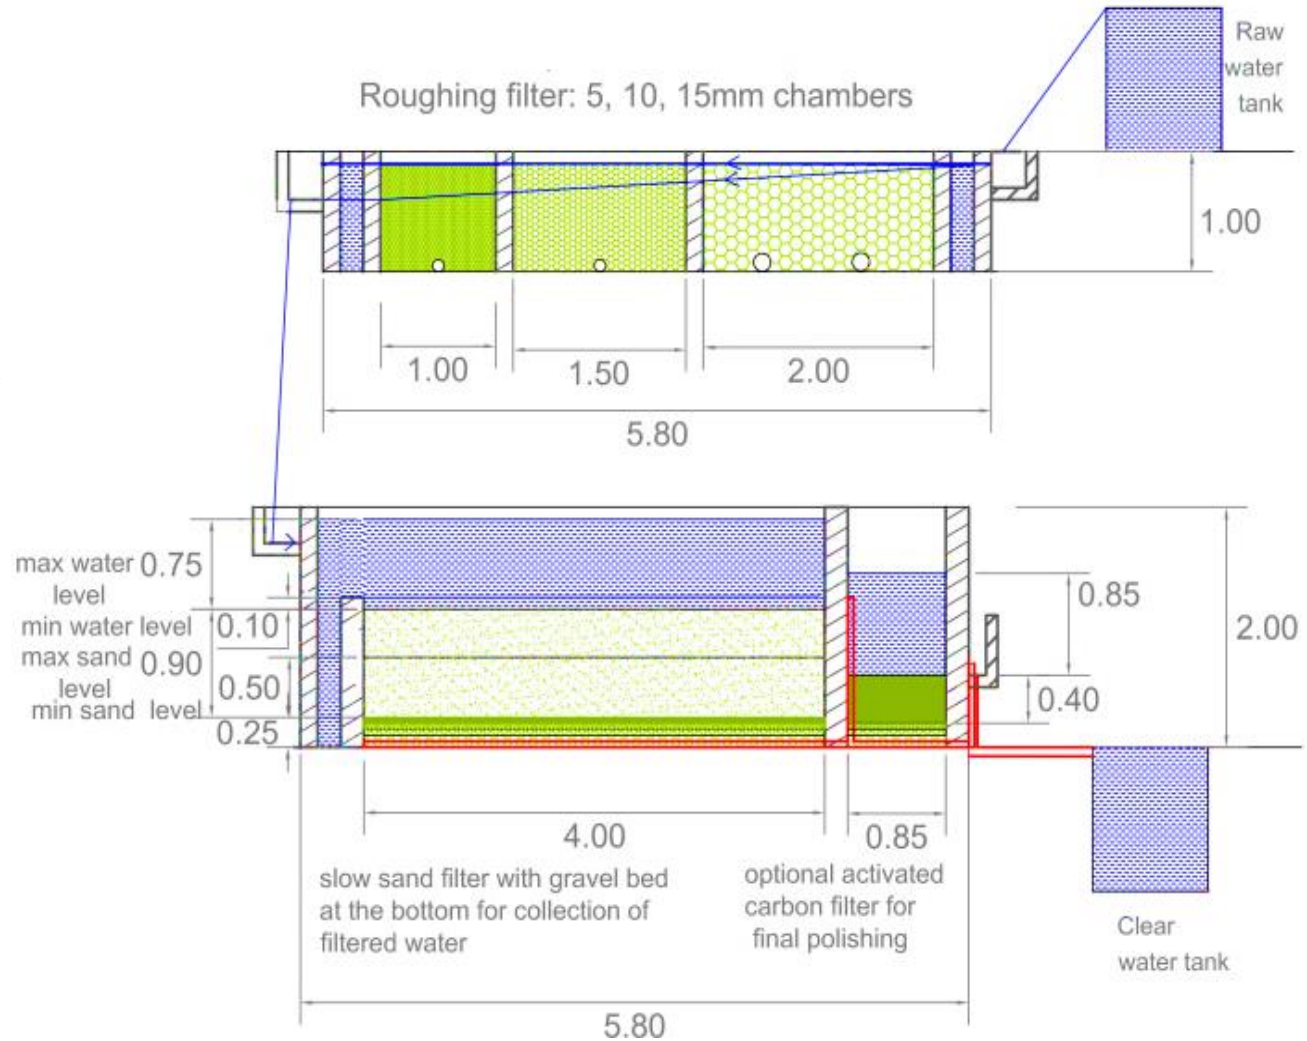 Raw
water
tank
Roughing filter: 5, 10, 15mm chambers
1.00
1.00
1.50
2.00
5.80
max water 0.75
level
min water level 0.10
max sand 0.90
level
0.50
min sand level
0.25
0.85
2.00
0.40
4.00
0.85
slow sand filter with gravel bed
at the bottom for collection of
filtered water
optional activated
carbon filter for
final polishing
Clear
water tank
5.80